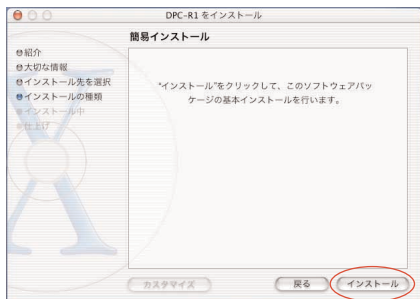 DPC-R1 をインストール
簡易インストール
紹介
大切な情報
インストール先を選択
インストールの種類
インストール中
仕上げ
"インストール"をクリックして、このソフトウェアパッ
ケージの基本インストールを行います。
カスタマイズ
戻る
インストール